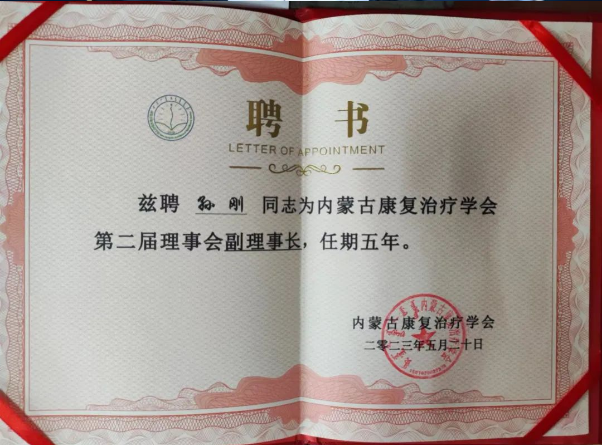 聘书
LETTER OF APPOINTMENT
兹聘 孙刚 同志为内蒙古康复治疗学会
第二届理事会副理事长，任期五年。
内蒙古康复治疗学会
二零二三年五月二十日